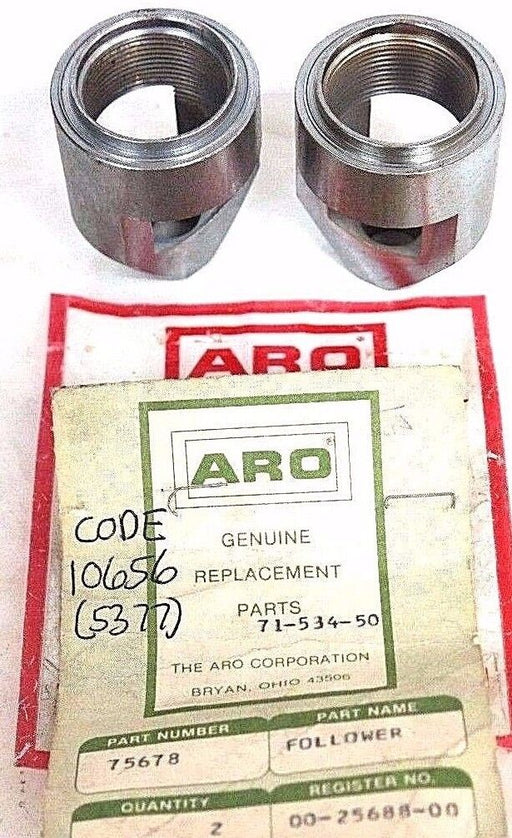 ARO
ARO
GENUINE
REPLACEMENT
PARTS
71-534-50
THE ARO CORPORATION
BRYAN, OHIO 43506
CODE
10656
(5377)
PART NUMBER
75678
PART NAME
FOLLOWER
QUANTITY
2
REGISTER NO.
00-25688-00